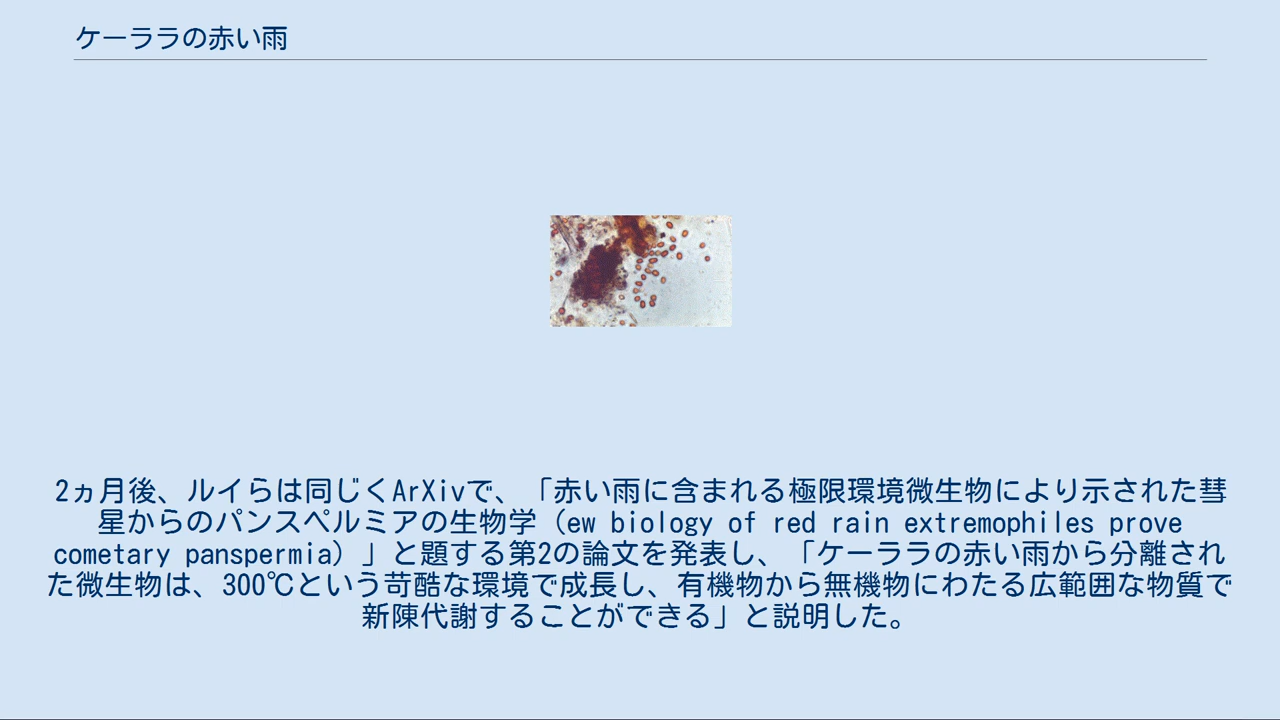 ケーララの赤い雨
2ヵ月後、ルイらは同じくArXivで、「赤い雨に含まれる極限環境微生物により示された彗
星からのパンスペルミアの生物学（ew biology of red rain extremophiles prove
cometary panspermia）」と題する第2の論文を発表し、「ケーララの赤い雨から分離され
た微生物は、300℃という苛酷な環境で成長し、有機物から無機物にわたる広範囲な物質で
新陳代謝することができる」と説明した。